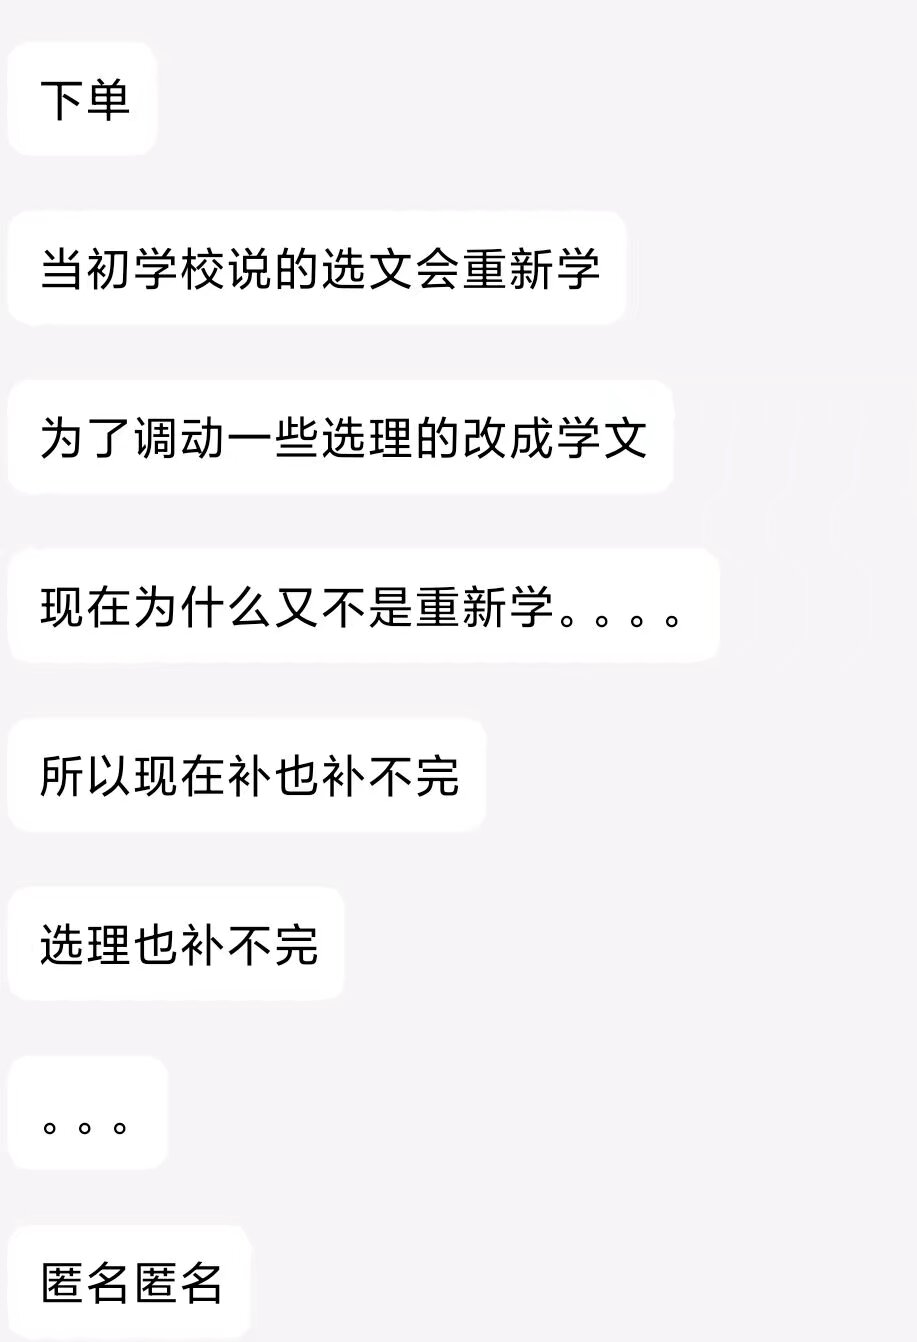 下单
当初学校说的选文会重新学
为了调动一些选理的改成学文
现在为什么又不是重新学。。。。
所以现在补也补不完
选理也补不完
。。。
匿名匿名